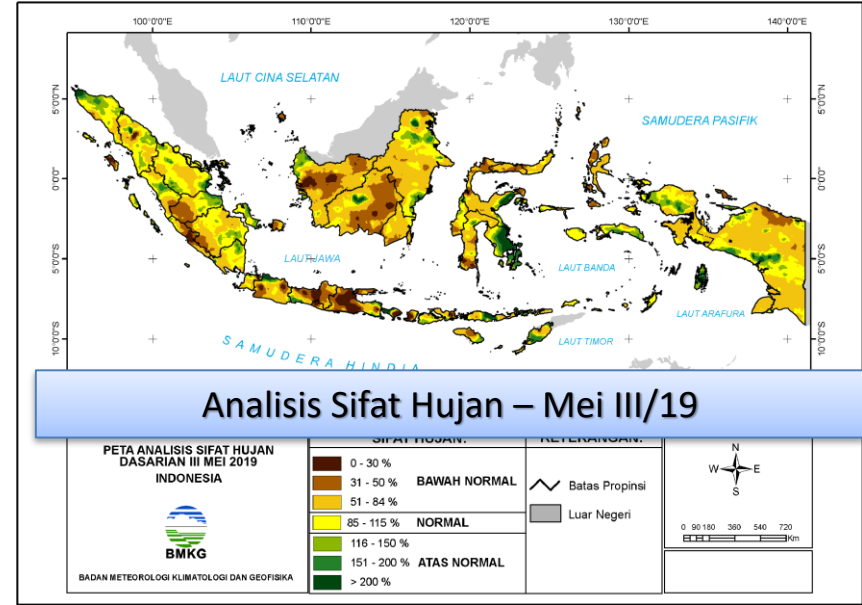 100°0'0"E 110°0'0"E 120°0'0"E 130°0'0"E 140°0'0"E
LAUT CINA SELATAN
5°0'0"N 5°0'0"N
SAMUDERA PASIFIK
0°0'0" 0°0'0"
LAUT JAWA
5°0'0"S 5°0'0"S
LAUT BANDA
LAUT ARAFURA
10°0'0"S 10°0'0"S
LAUT TIMOR
SAMUDERA HINDIA
Analisis Sifat Hujan – Mei III/19
PETA ANALISIS SIFAT HUJAN
DASARIAN III MEI 2019
INDONESIA
BMKG
BADAN METEOROLOGI KLIMATOLOGI DAN GEOFISIKA
SIFAT HUJAN:
0 - 30 %
31 - 50 % BAWAH NORMAL
51 - 84 %
85 - 115 % NORMAL
116 - 150 %
151 - 200 % ATAS NORMAL
> 200 %
KETERANGAN:
Batas Propinsi
Luar Negeri
N
W E
S
0 90 180 360 540 720
Km